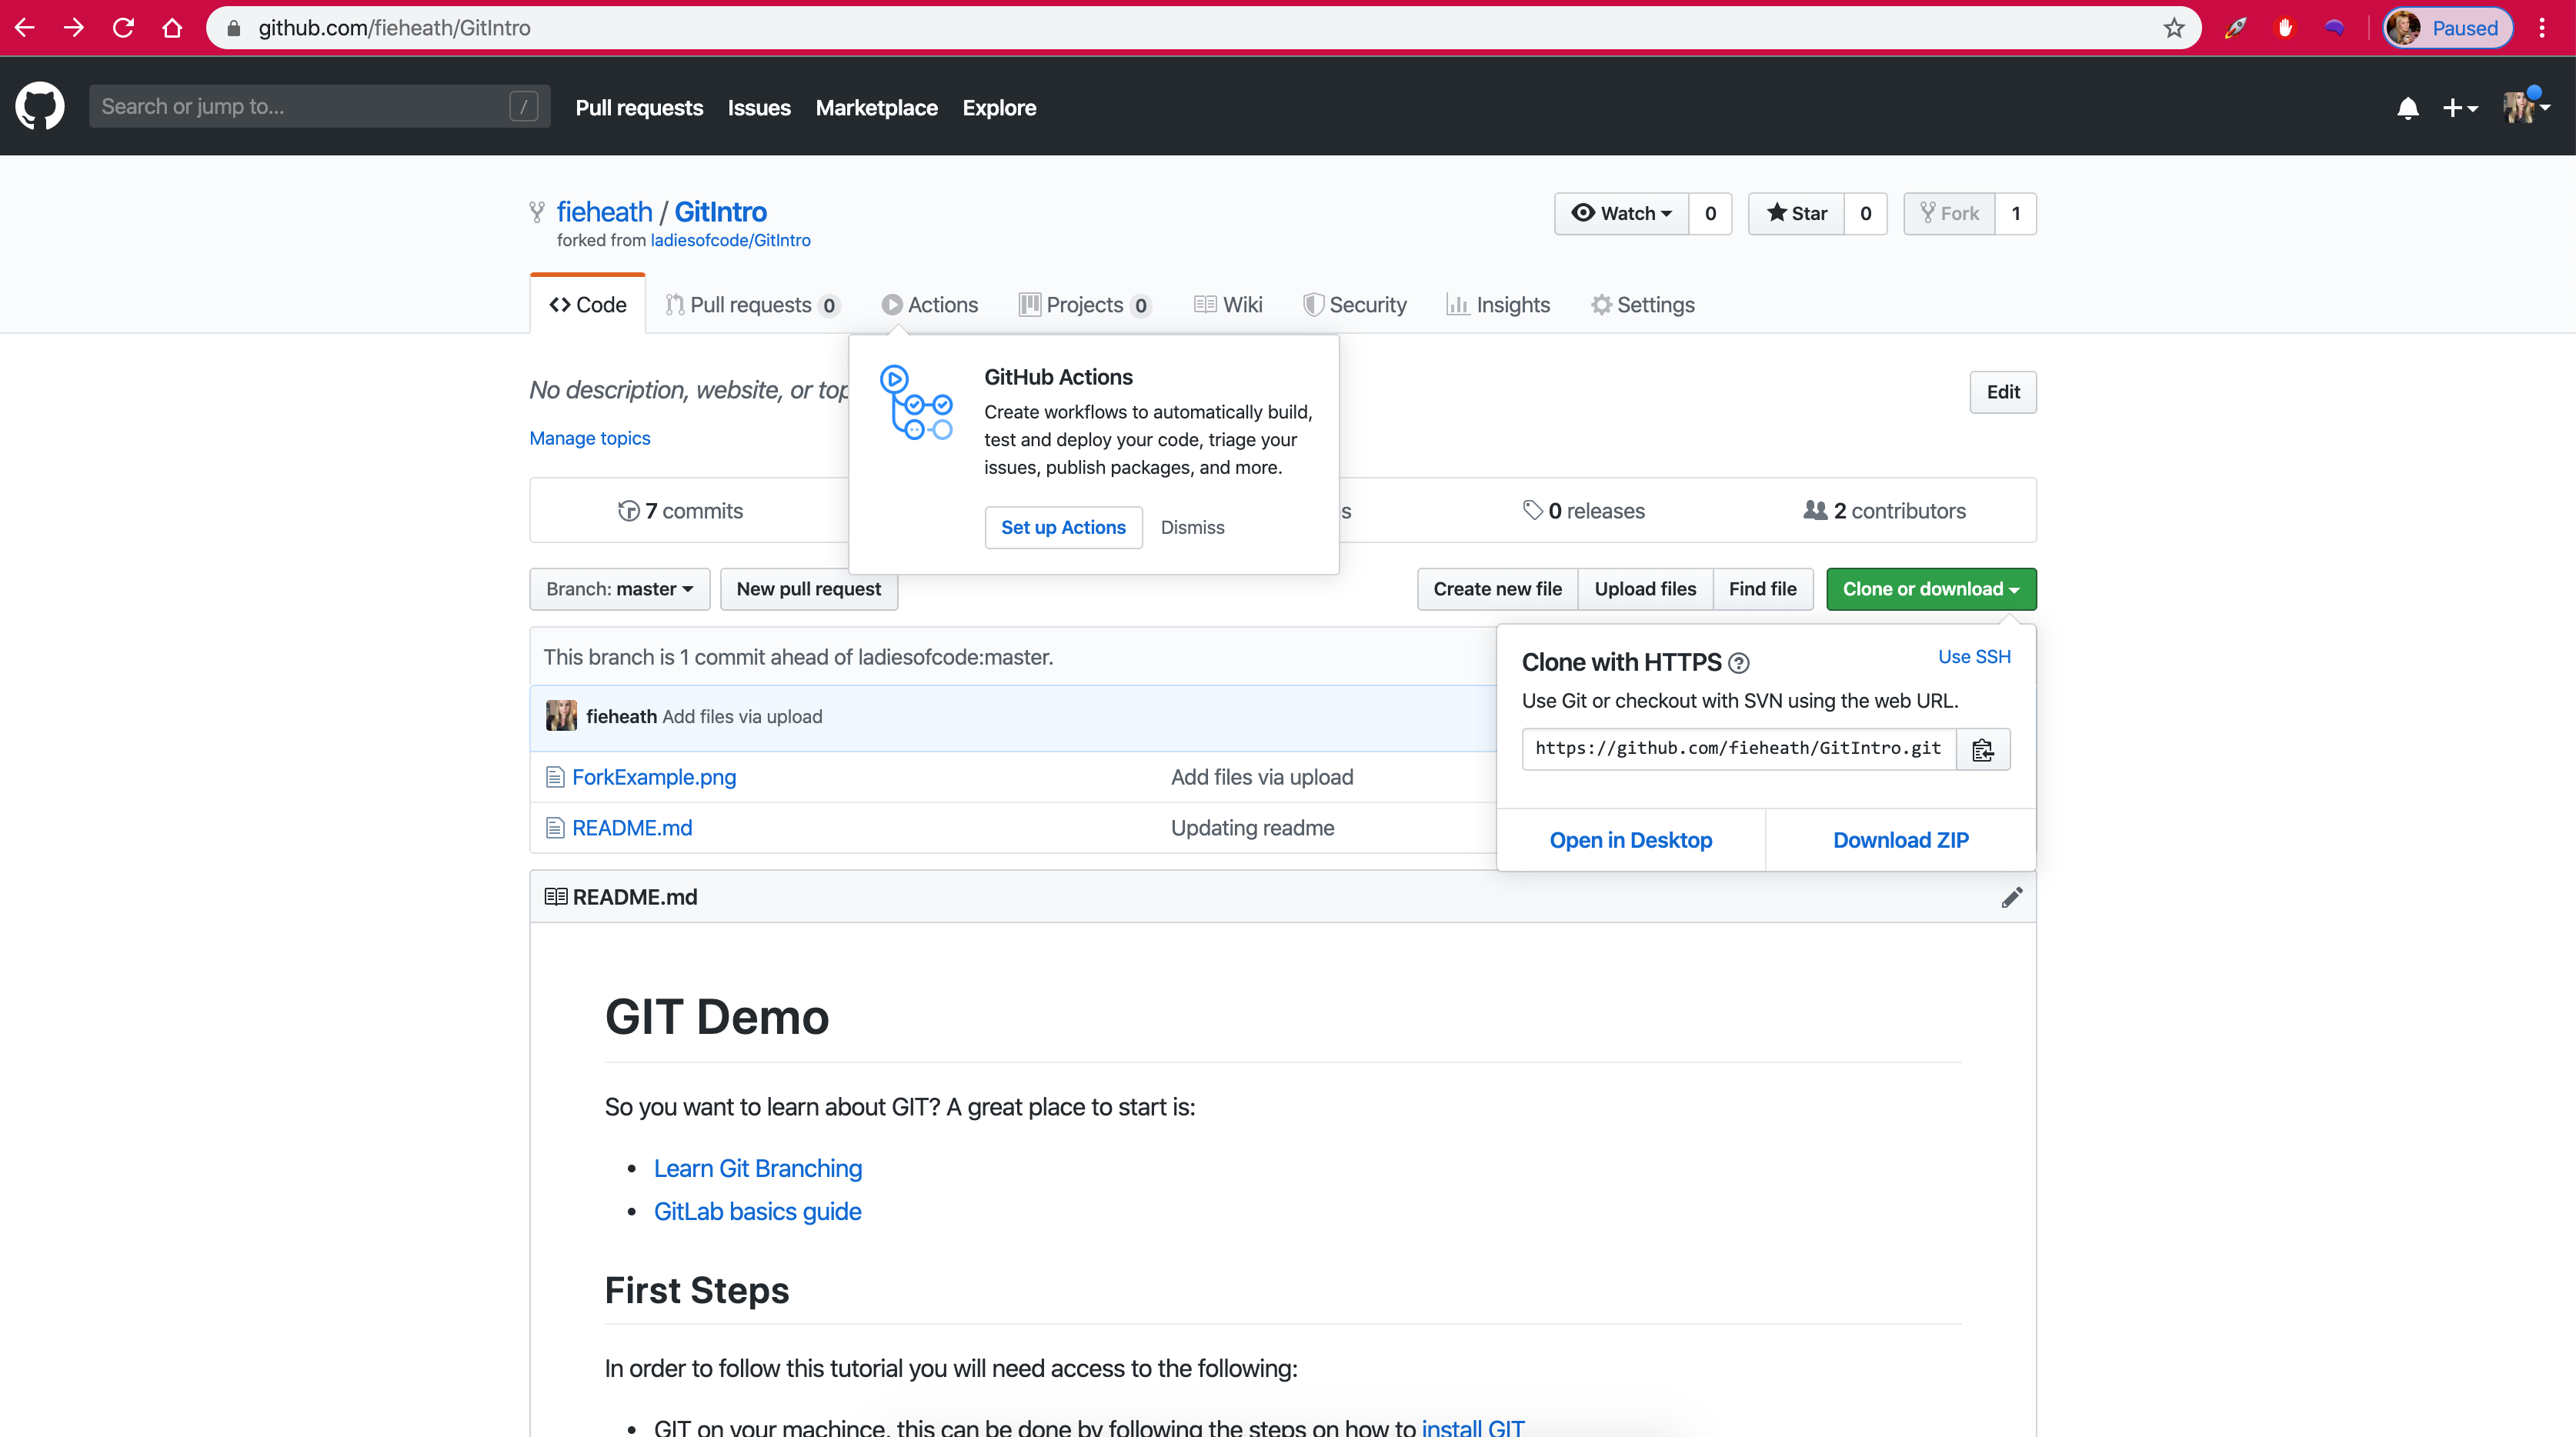 github.com/fieheath/GitIntro
Paused
Search or jump to... /
Pull requests Issues Marketplace Explore
fieheath / GitIntro
forked from ladiesofcode/GitIntro
Watch 0 Star 0 Fork 1
Code Pull requests 0 Actions Projects 0 Wiki Security Insights Settings
GitHub Actions
Create workflows to automatically build,
test and deploy your code, triage your
issues, publish packages, and more.
Set up Actions Dismiss
No description, website, or top
Edit
Manage topics
7 commits s 0 releases 2 contributors
Branch: master New pull request Create new file Upload files Find file Clone or download
Clone with HTTPS ? Use SSH
Use Git or checkout with SVN using the web URL.
https://github.com/fieheath/GitIntro.git
Open in Desktop Download ZIP
This branch is 1 commit ahead of ladiesofcode:master.
fieheath Add files via upload
ForkExample.png Add files via upload
README.md Updating readme
README.md
GIT Demo
So you want to learn about GIT? A great place to start is:
• Learn Git Branching
• GitLab basics guide
First Steps
In order to follow this tutorial you will need access to the following:
• GIT on your machince, this can be done by following the steps on how to install GIT